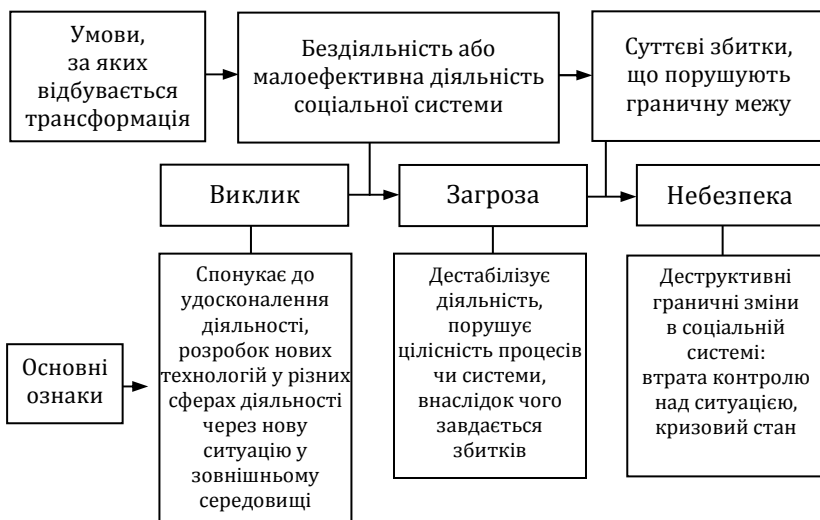 Умови,
за яких
відбувається
трансформація
Бездіяльність або
малоефективна діяльність
соціальної системи
Суттєві збитки,
що порушують
граничну межу
Виклик
Загроза
Небезпека
Основні
ознаки
Спонукає до
удосконалення
діяльності,
розробок нових
технологій у різних
сферах діяльності
через нову
ситуацію у
зовнішньому
середовищі
Дестабілізує
діяльність,
порушує
цілісність процесів
чи системи,
внаслідок чого
завдається
збитків
Деструктивні
граничні зміни
в соціальній
системі:
втрата контролю
над ситуацією,
кризовий стан